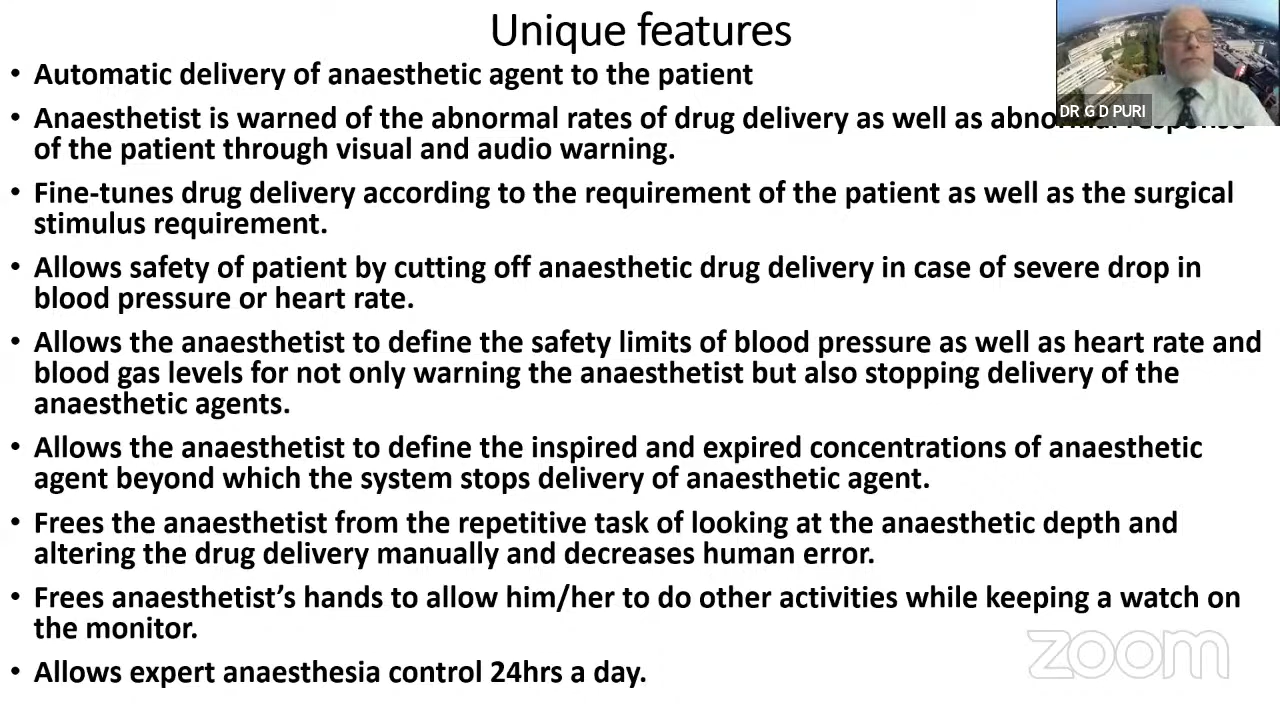 Unique features
• Automatic delivery of anaesthetic agent to the patient
• Anaesthetist is warned of the abnormal rates of drug delivery as well as abnormal response
of the patient through visual and audio warning.
• Fine-tunes drug delivery according to the requirement of the patient as well as the surgical
stimulus requirement.
• Allows safety of patient by cutting off anaesthetic drug delivery in case of severe drop in
blood pressure or heart rate.
• Allows the anaesthetist to define the safety limits of blood pressure as well as heart rate and
blood gas levels for not only warning the anaesthetist but also stopping delivery of the
anaesthetic agents.
• Allows the anaesthetist to define the inspired and expired concentrations of anaesthetic
agent beyond which the system stops delivery of anaesthetic agent.
• Frees the anaesthetist from the repetitive task of looking at the anaesthetic depth and
altering the drug delivery manually and decreases human error.
• Frees anaesthetist’s hands to allow him/her to do other activities while keeping a watch on
the monitor.
• Allows expert anaesthesia control 24hrs a day.
DR G D PURI
zoom